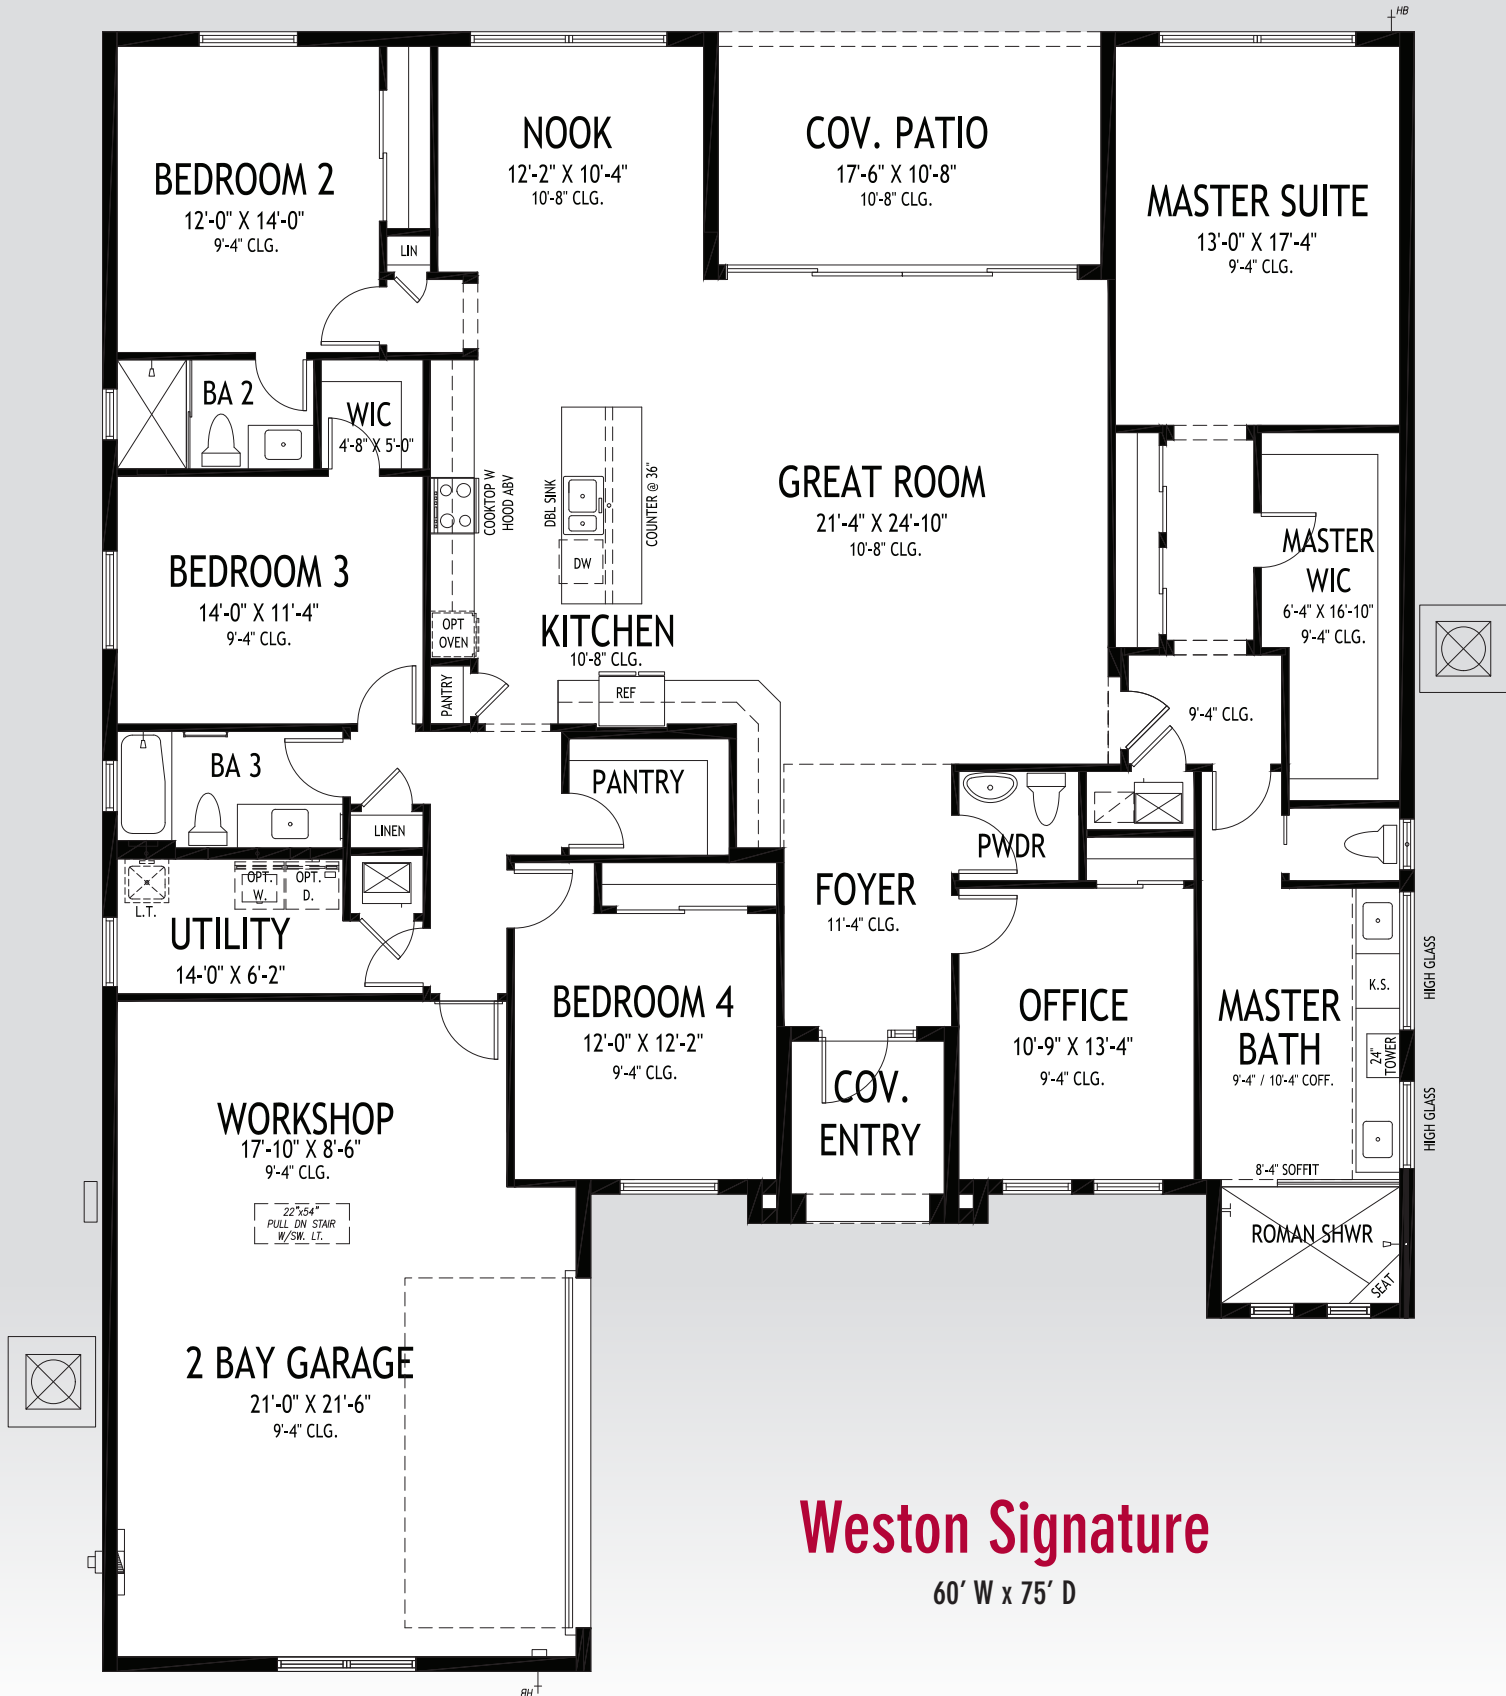 HB
BEDROOM 2
12'-0" X 14'-0"
9'-4" CLG.
LIN
NOOK
12'-2" X 10'-4"
10'-8" CLG.
COV. PATIO
17'-6" X 10'-8"
10'-8" CLG.
MASTER SUITE
13'-0" X 17'-4"
9'-4" CLG.
BA 2
WIC
4'-8" X 5'-0"
COOKTOP W
HOOD ABV
DBL SINK
DW
COUNTER @ 36"
GREAT ROOM
21'-4" X 24'-10"
10'-8" CLG.
MASTER
WIC
6'-4" X 16'-10"
9'-4" CLG.
BEDROOM 3
14'-0" X 11'-4"
9'-4" CLG.
OPT
OVEN
KITCHEN
10'-8" CLG.
PANTRY
REF
9'-4" CLG.
BA 3
LINEN
PANTRY
PWDR
L.T.
OPT.
W.
OPT.
D.
UTILITY
14'-0" X 6'-2"
FOYER
11'-4" CLG.
BEDROOM 4
12'-0" X 12'-2"
9'-4" CLG.
OFFICE
10'-9" X 13'-4"
9'-4" CLG.
MASTER
BATH
9'-4" / 10'-4" COFF.
K.S.
24"
TOWER
HIGH GLASS
HIGH GLASS
8'-4" SOFFIT
COV.
ENTRY
WORKSHOP
17'-10" X 8'-6"
9'-4" CLG.
22"x54"
PULL DN STAIR
W/SW. LT.
ROMAN SHWR
SEAT
2 BAY GARAGE
21'-0" X 21'-6"
9'-4" CLG.
Weston Signature
60' W x 75' D
HB